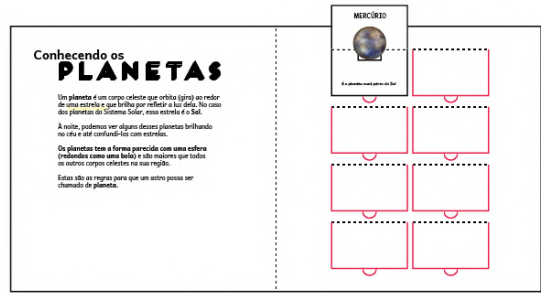 Conhecendo os
PLANETAS
Um planeta é um corpo celeste que orbita (gira) ao redor
de uma estrela e que brilha por refletir a luz dela. No caso
dos planetas do Sistema Solar, essa estrela é o Sol.
À noite, podemos ver alguns desses planetas brilhando
no céu e até confundi-los com estrelas.
Os planetas tem a forma parecida com uma esfera
(redondos como uma bola) e são maiores que todos
os outros corpos celestes na sua região.
Estas são as regras para que um astro possa ser
chamado de planeta.
MERCÚRIO
É o planeta mais perto do Sol